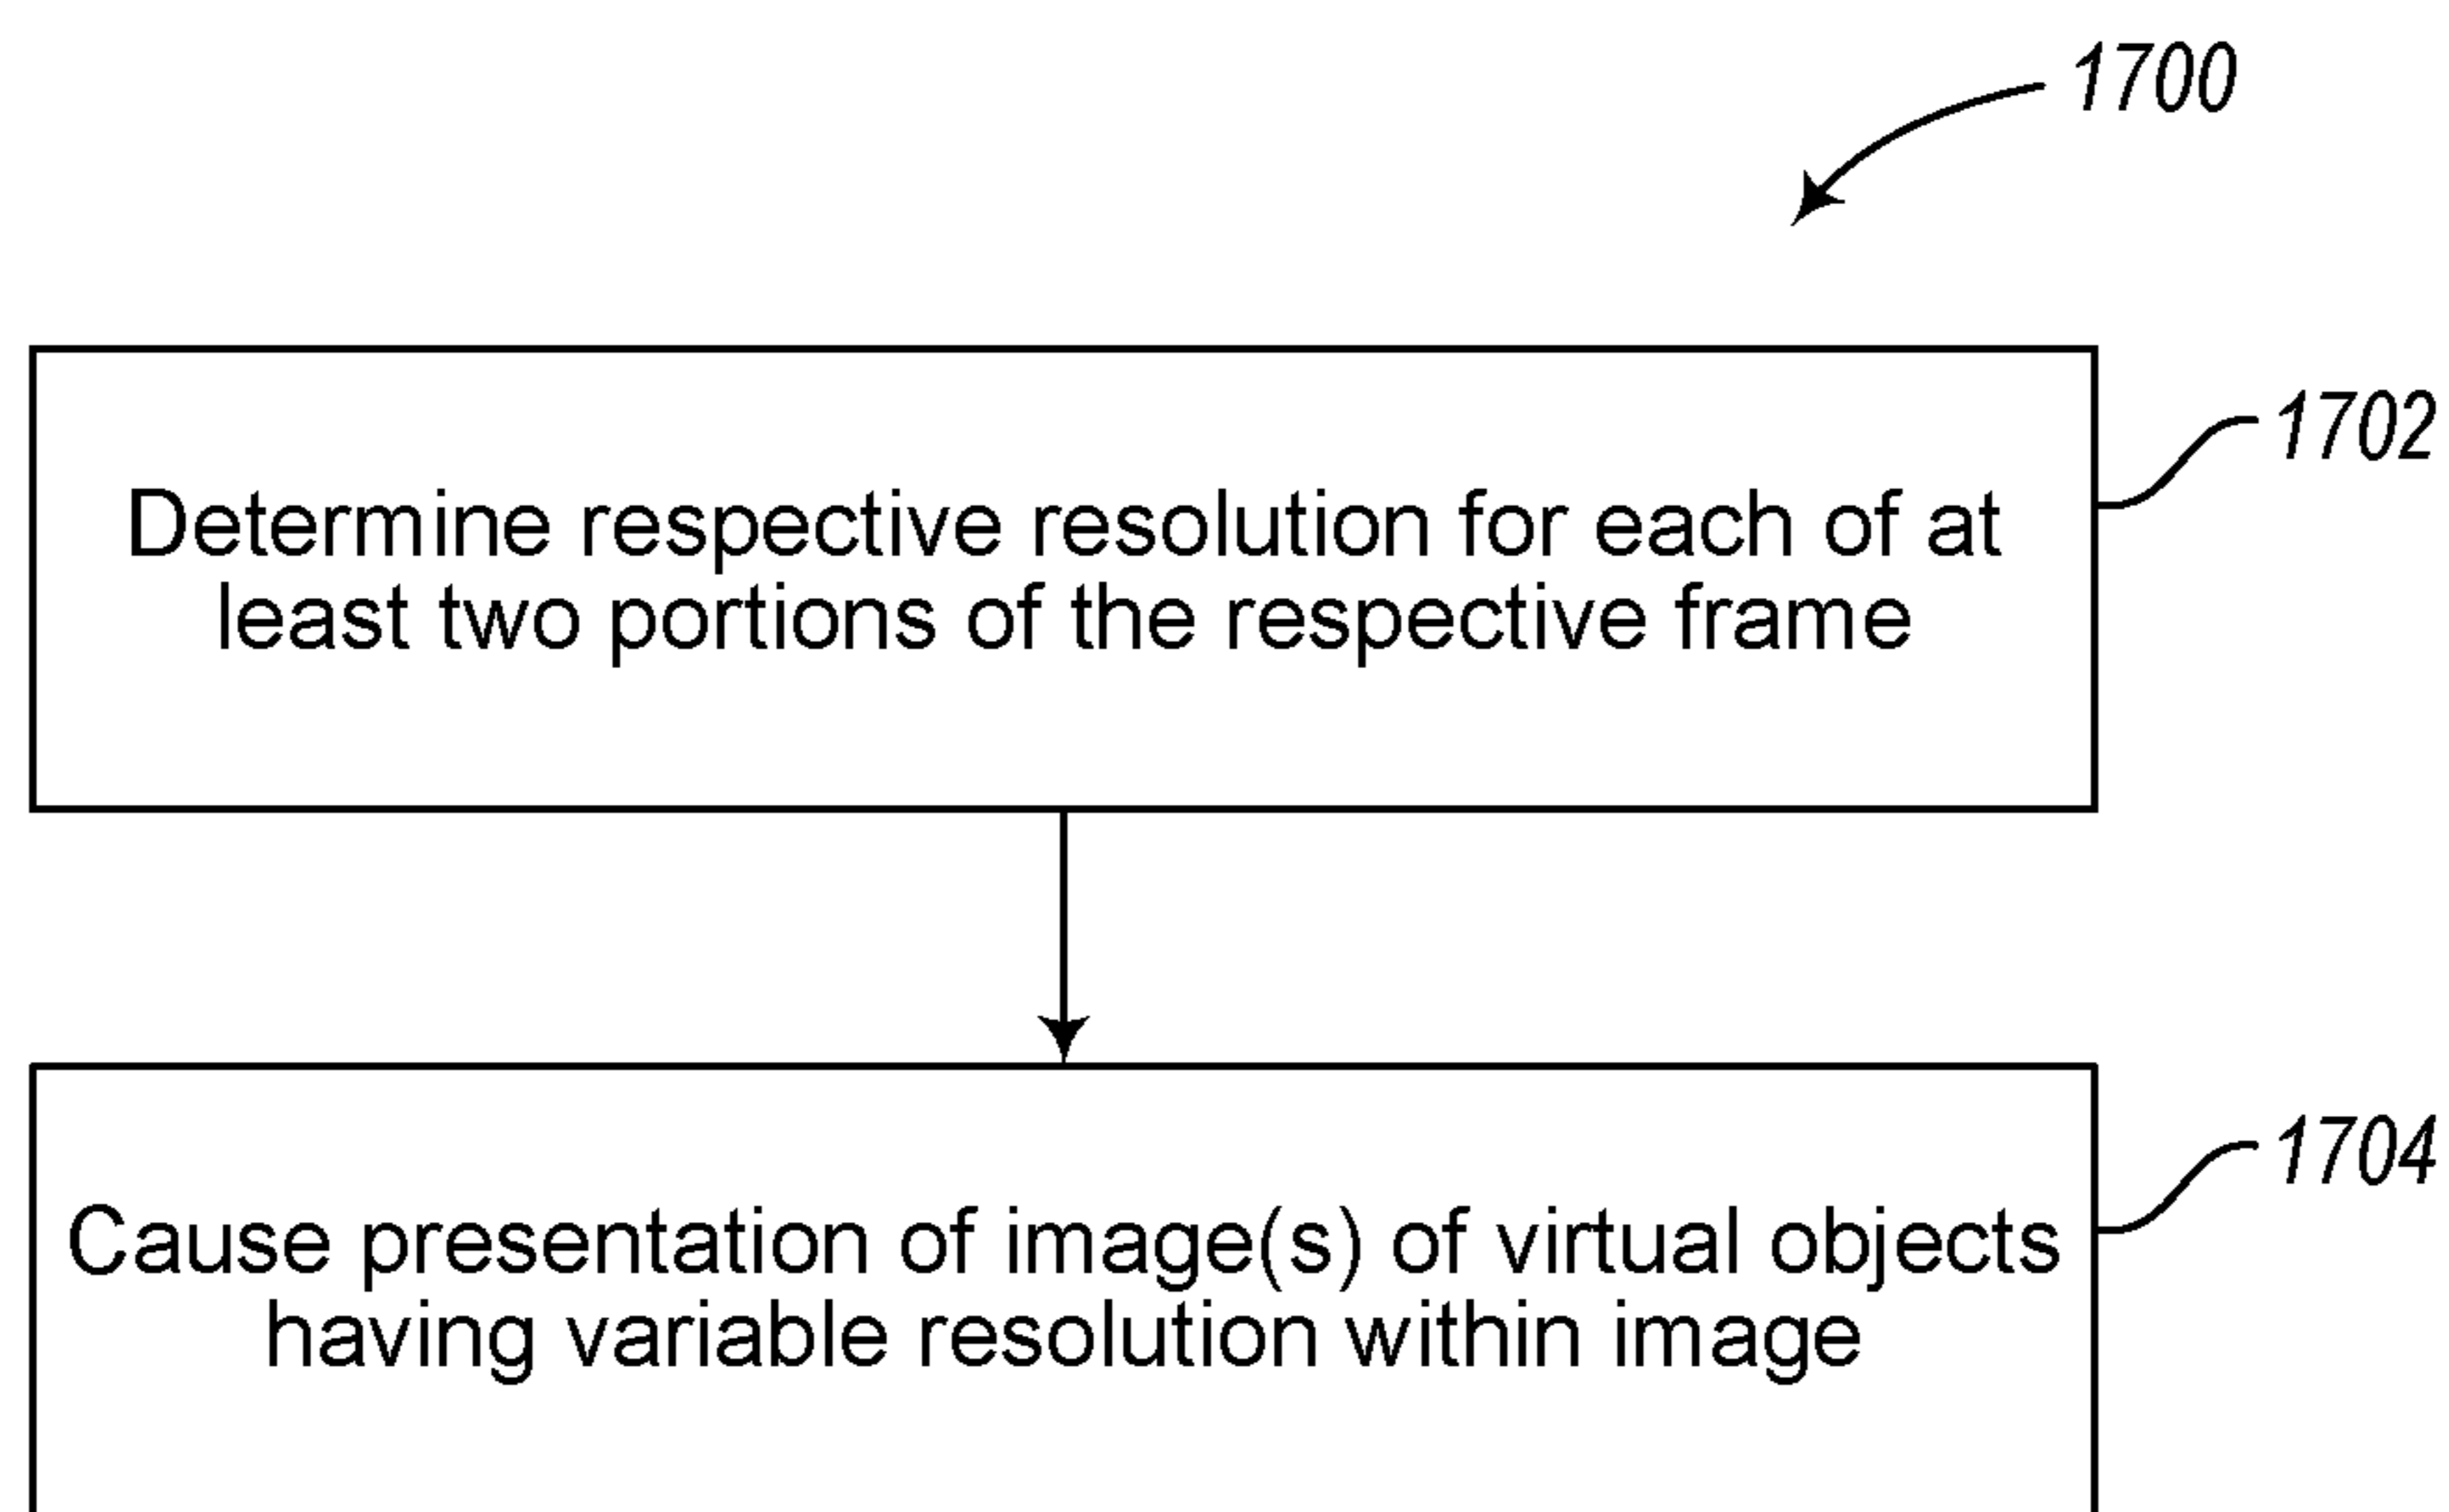 1700
1702
Determine respective resolution for each of at
least two portions of the respective frame
1704
Cause presentation of image(s) of virtual objects
having variable resolution within image